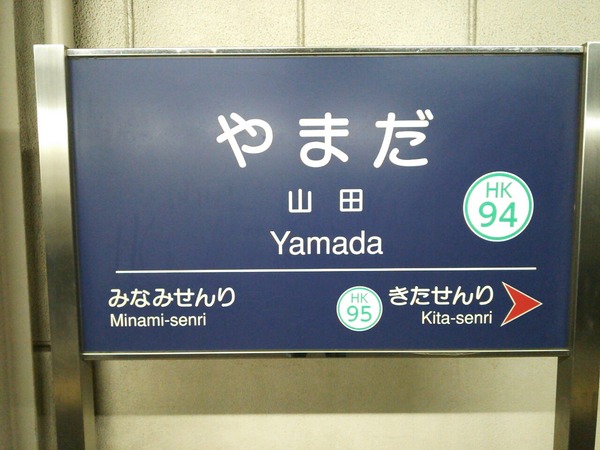 やまだ
山田
Yamada
HK
94
みなみせんり
Minami-senri
HK
95
きたせんり
Kita-senri